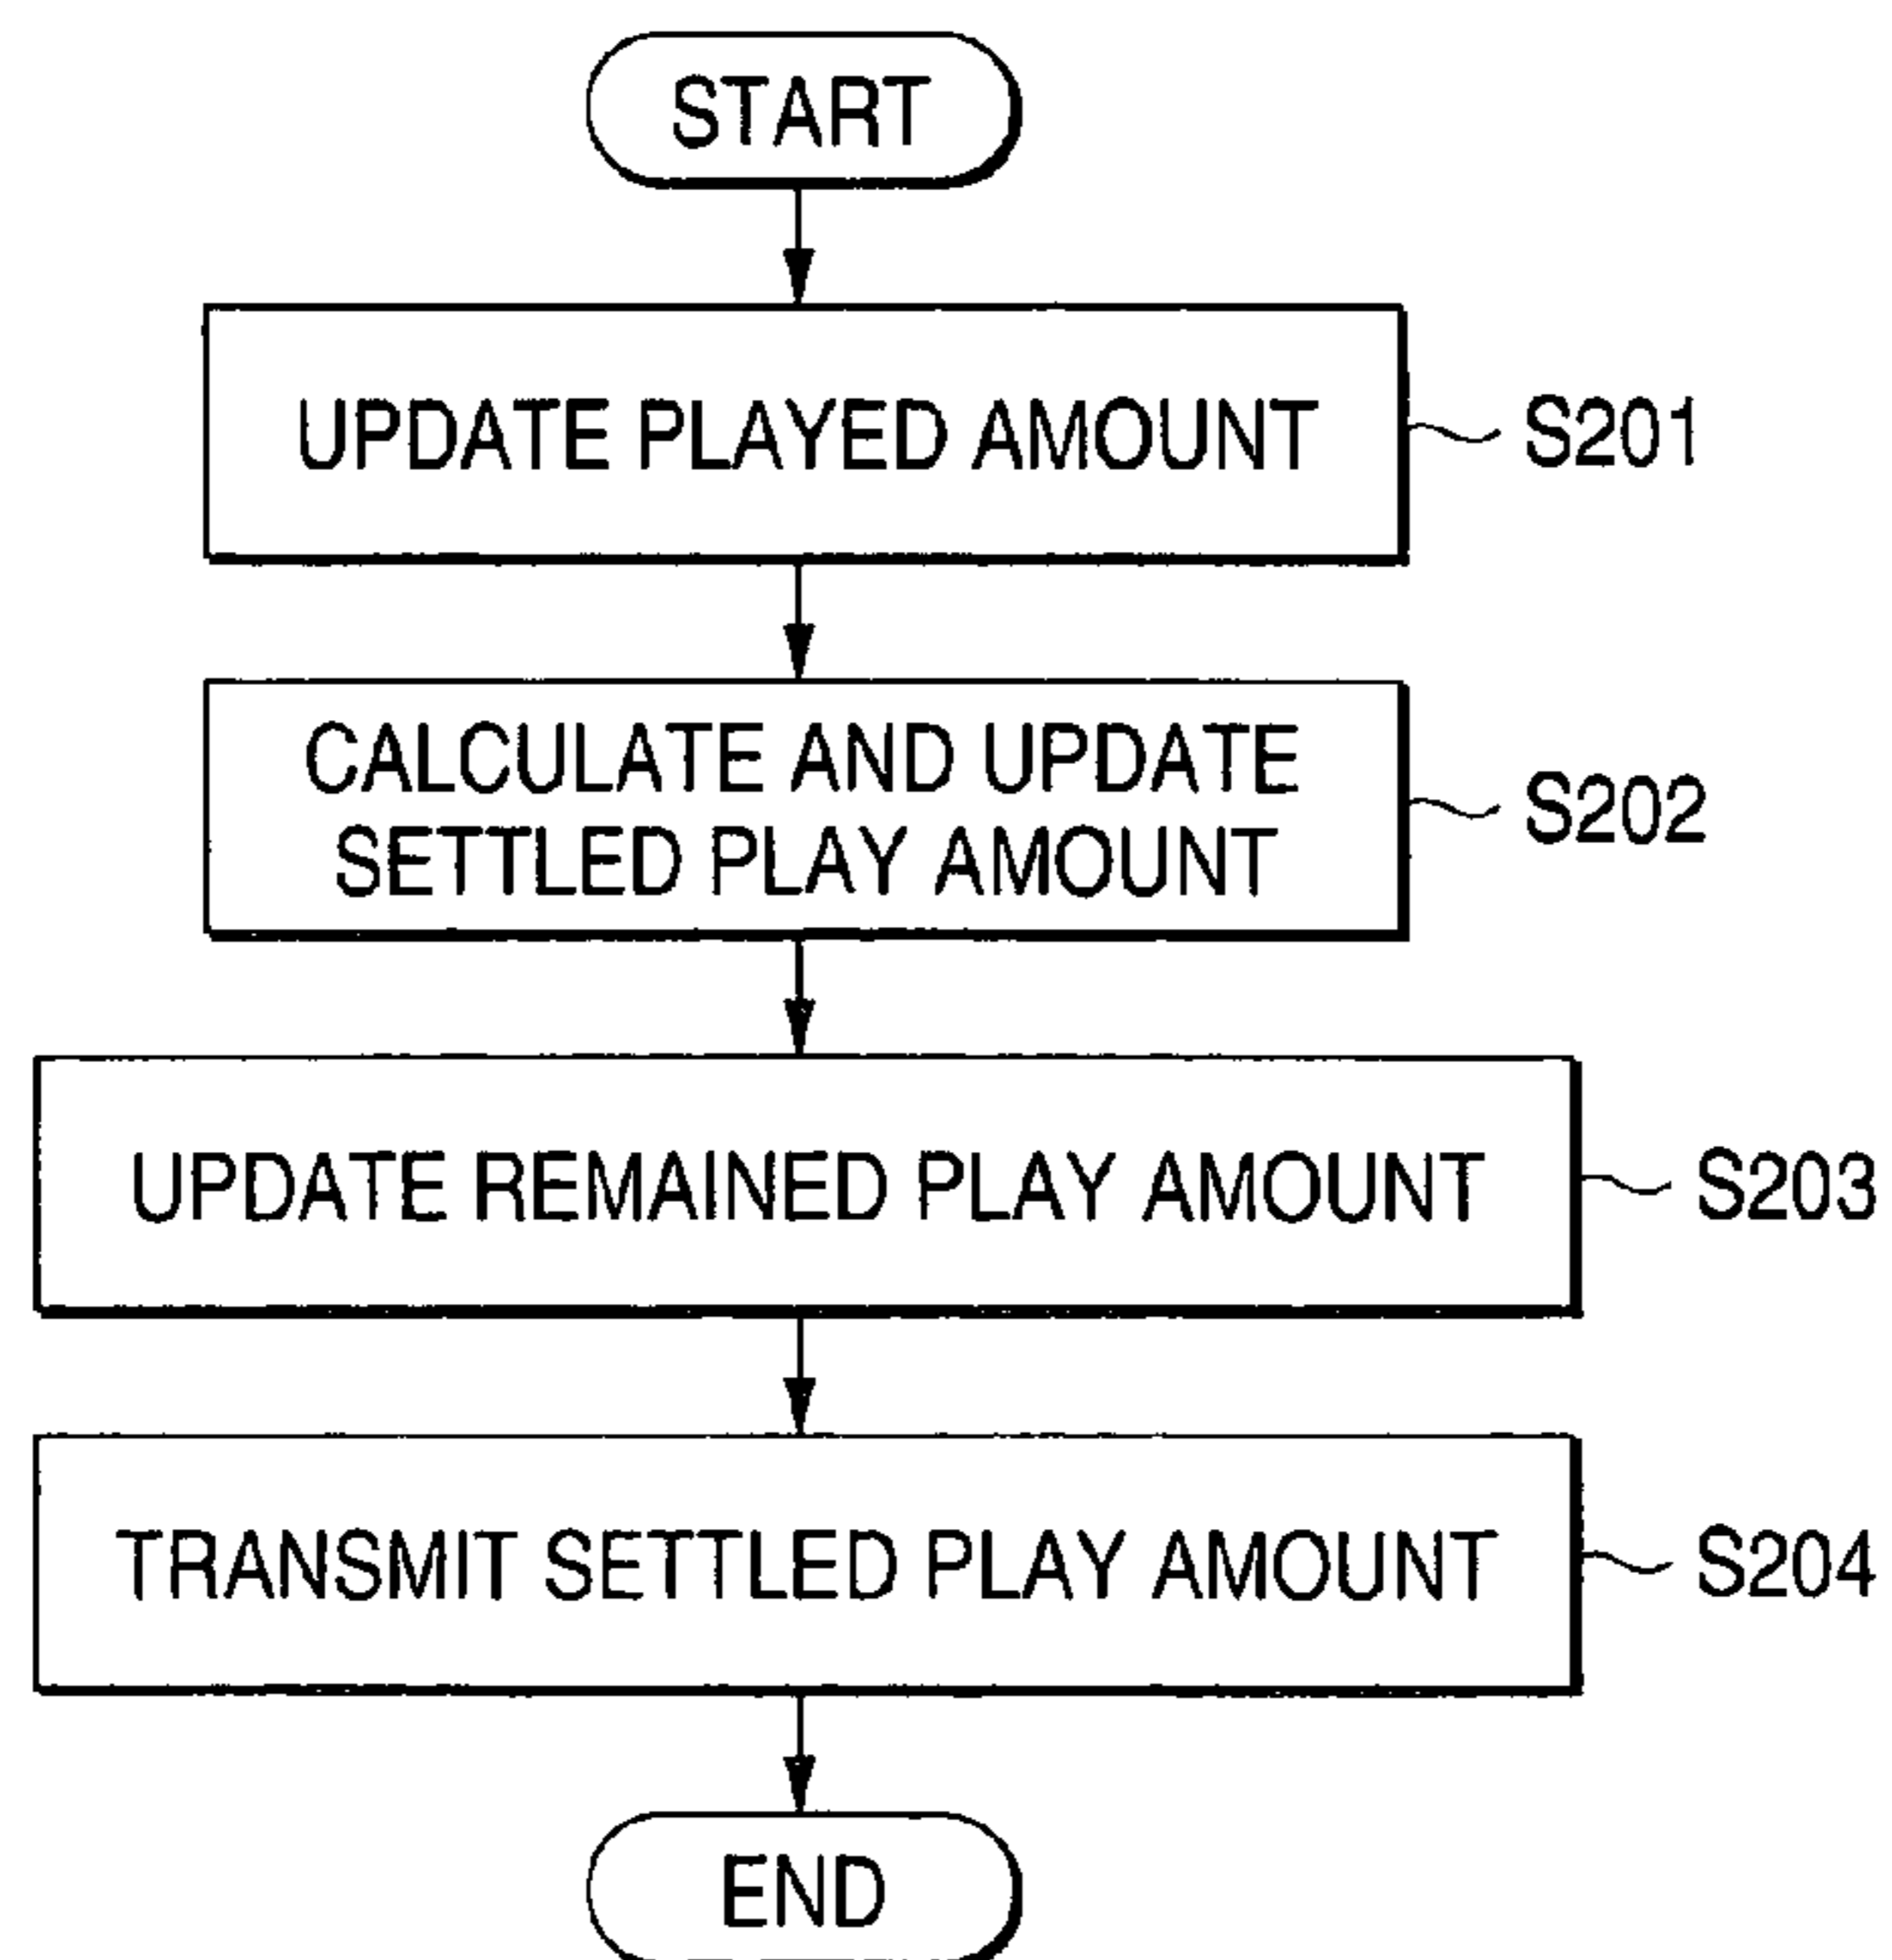 START
UPDATE PLAYED AMOUNT
S201
CALCULATE AND UPDATE
SETTLED PLAY AMOUNT
S202
UPDATE REMAINED PLAY AMOUNT
S203
TRANSMIT SETTLED PLAY AMOUNT
S204
END